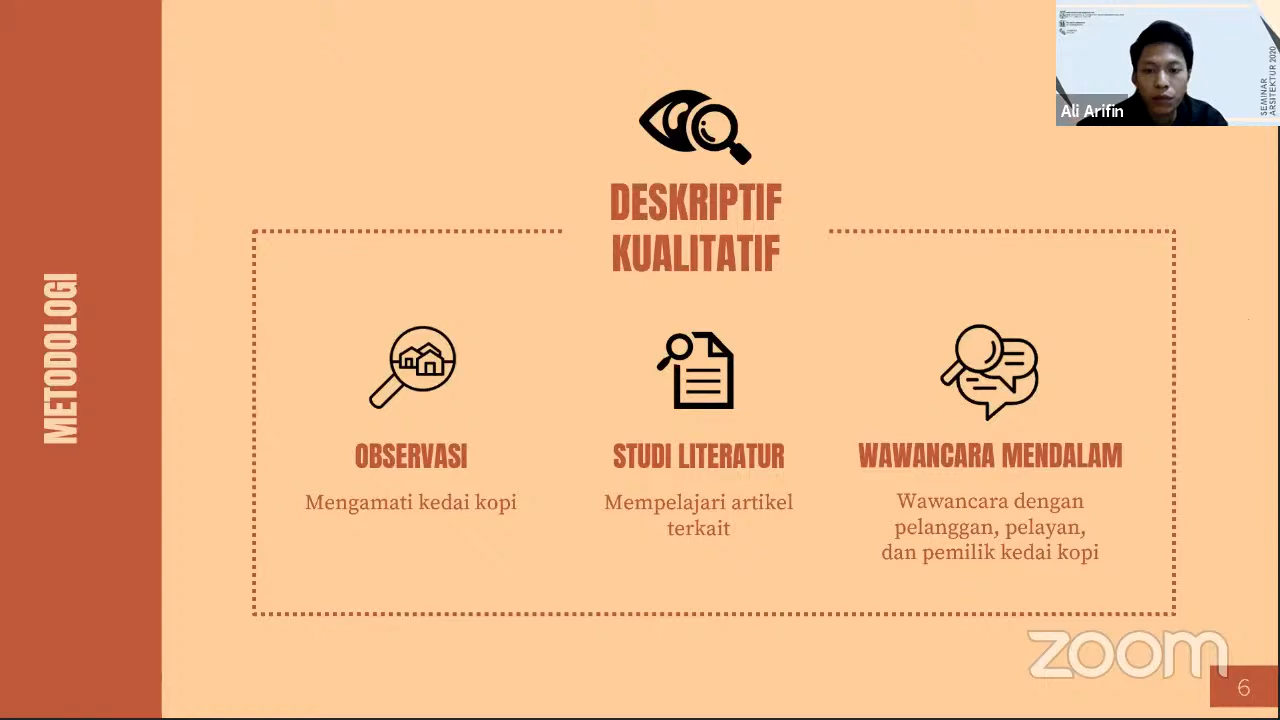 METODOLOGI
DESKRIPTIF
KUALITATIF
OBSERVASI
Mengamati kedai kopi
STUDI LITERATUR
Mempelajari artikel
terkait
WAWANCARA MENDALAM
Wawancara dengan
pelanggan, pelayan,
dan pemilik kedai kopi
Ali Arifin
SEMINAR
ARSITEKTUR 2020
zoom
6